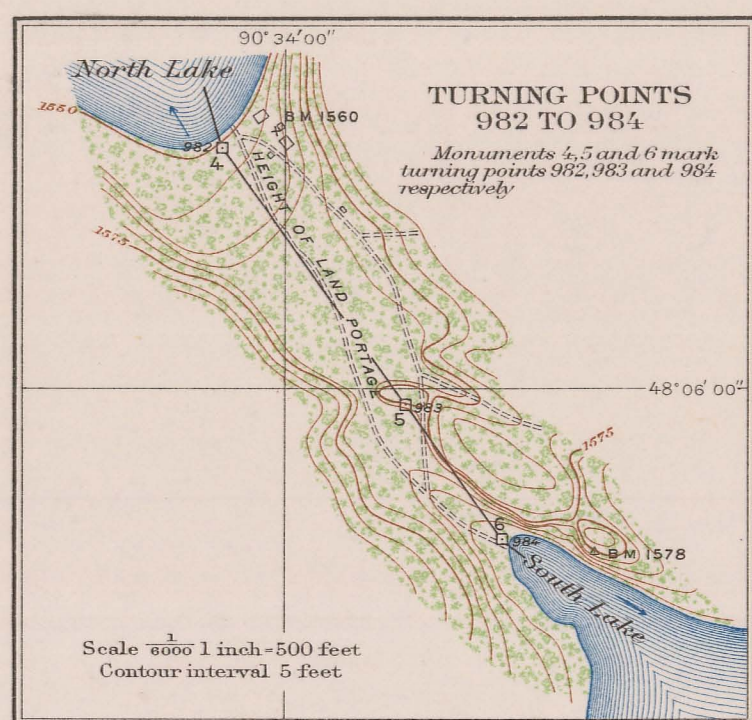 90° 34' 00"
North Lake
1550
BM 1560
TURNING POINTS
982 TO 984
Monuments 4, 5 and 6 mark
turning points 982, 983 and 984
respectively
982
4
HEIGHT OF LAND PORTAGE
1575
48° 06' 00"
983
5
1575
6
984
BM 1578
South Lake
Scale 1/6000 1 inch = 500 feet
Contour interval 5 feet